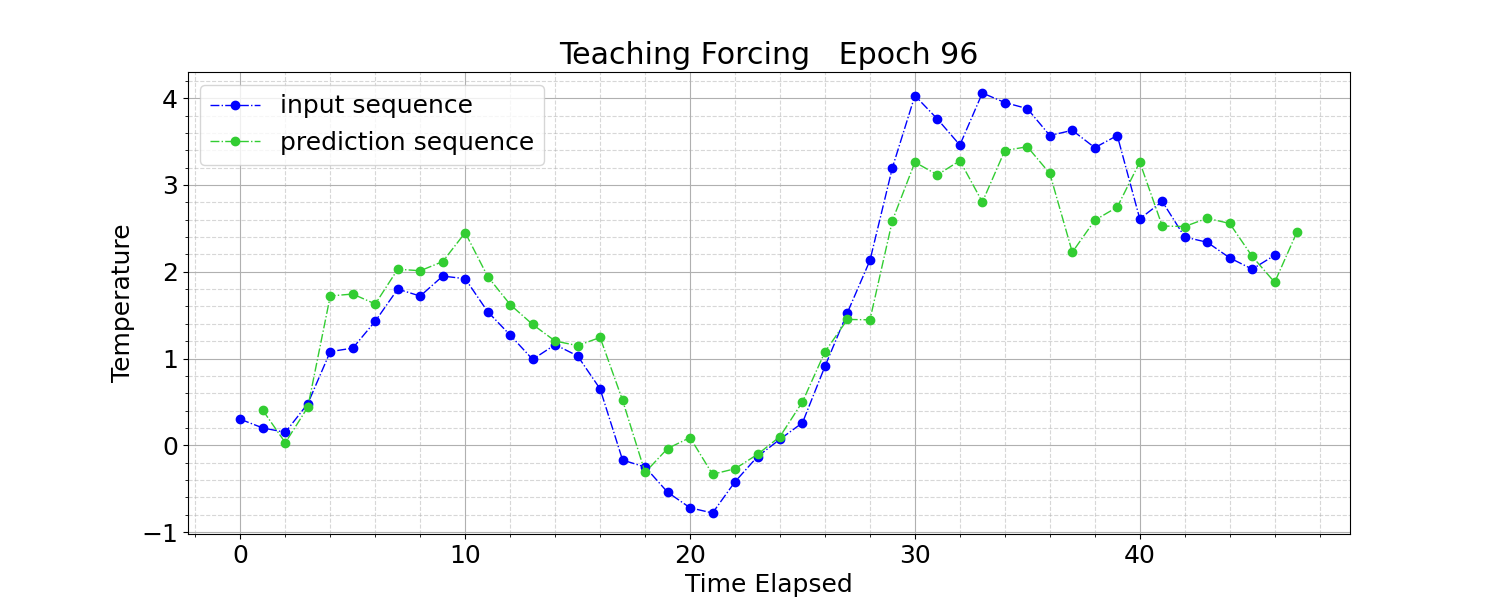 Teaching Forcing   Epoch 96
input sequence
prediction sequence
Temperature
4
3
2
1
0
−1
0 10 20 30 40
Time Elapsed